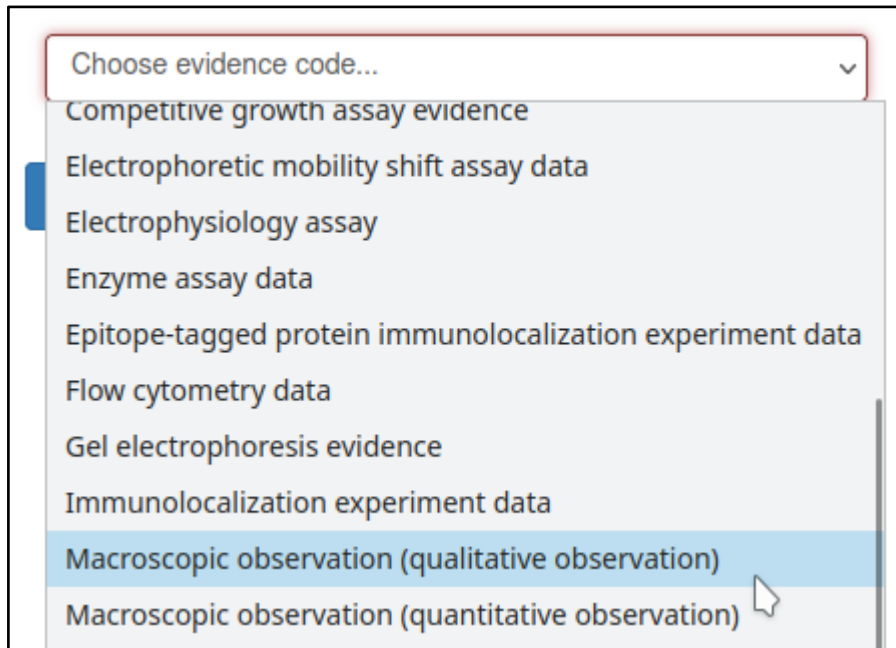 Choose evidence code...
Competitive growth assay evidence
Electrophoretic mobility shift assay data
Electrophysiology assay
Enzyme assay data
Epitope-tagged protein immunolocalization experiment data
Flow cytometry data
Gel electrophoresis evidence
Immunolocalization experiment data
Macroscopic observation (qualitative observation)
Macroscopic observation (quantitative observation)